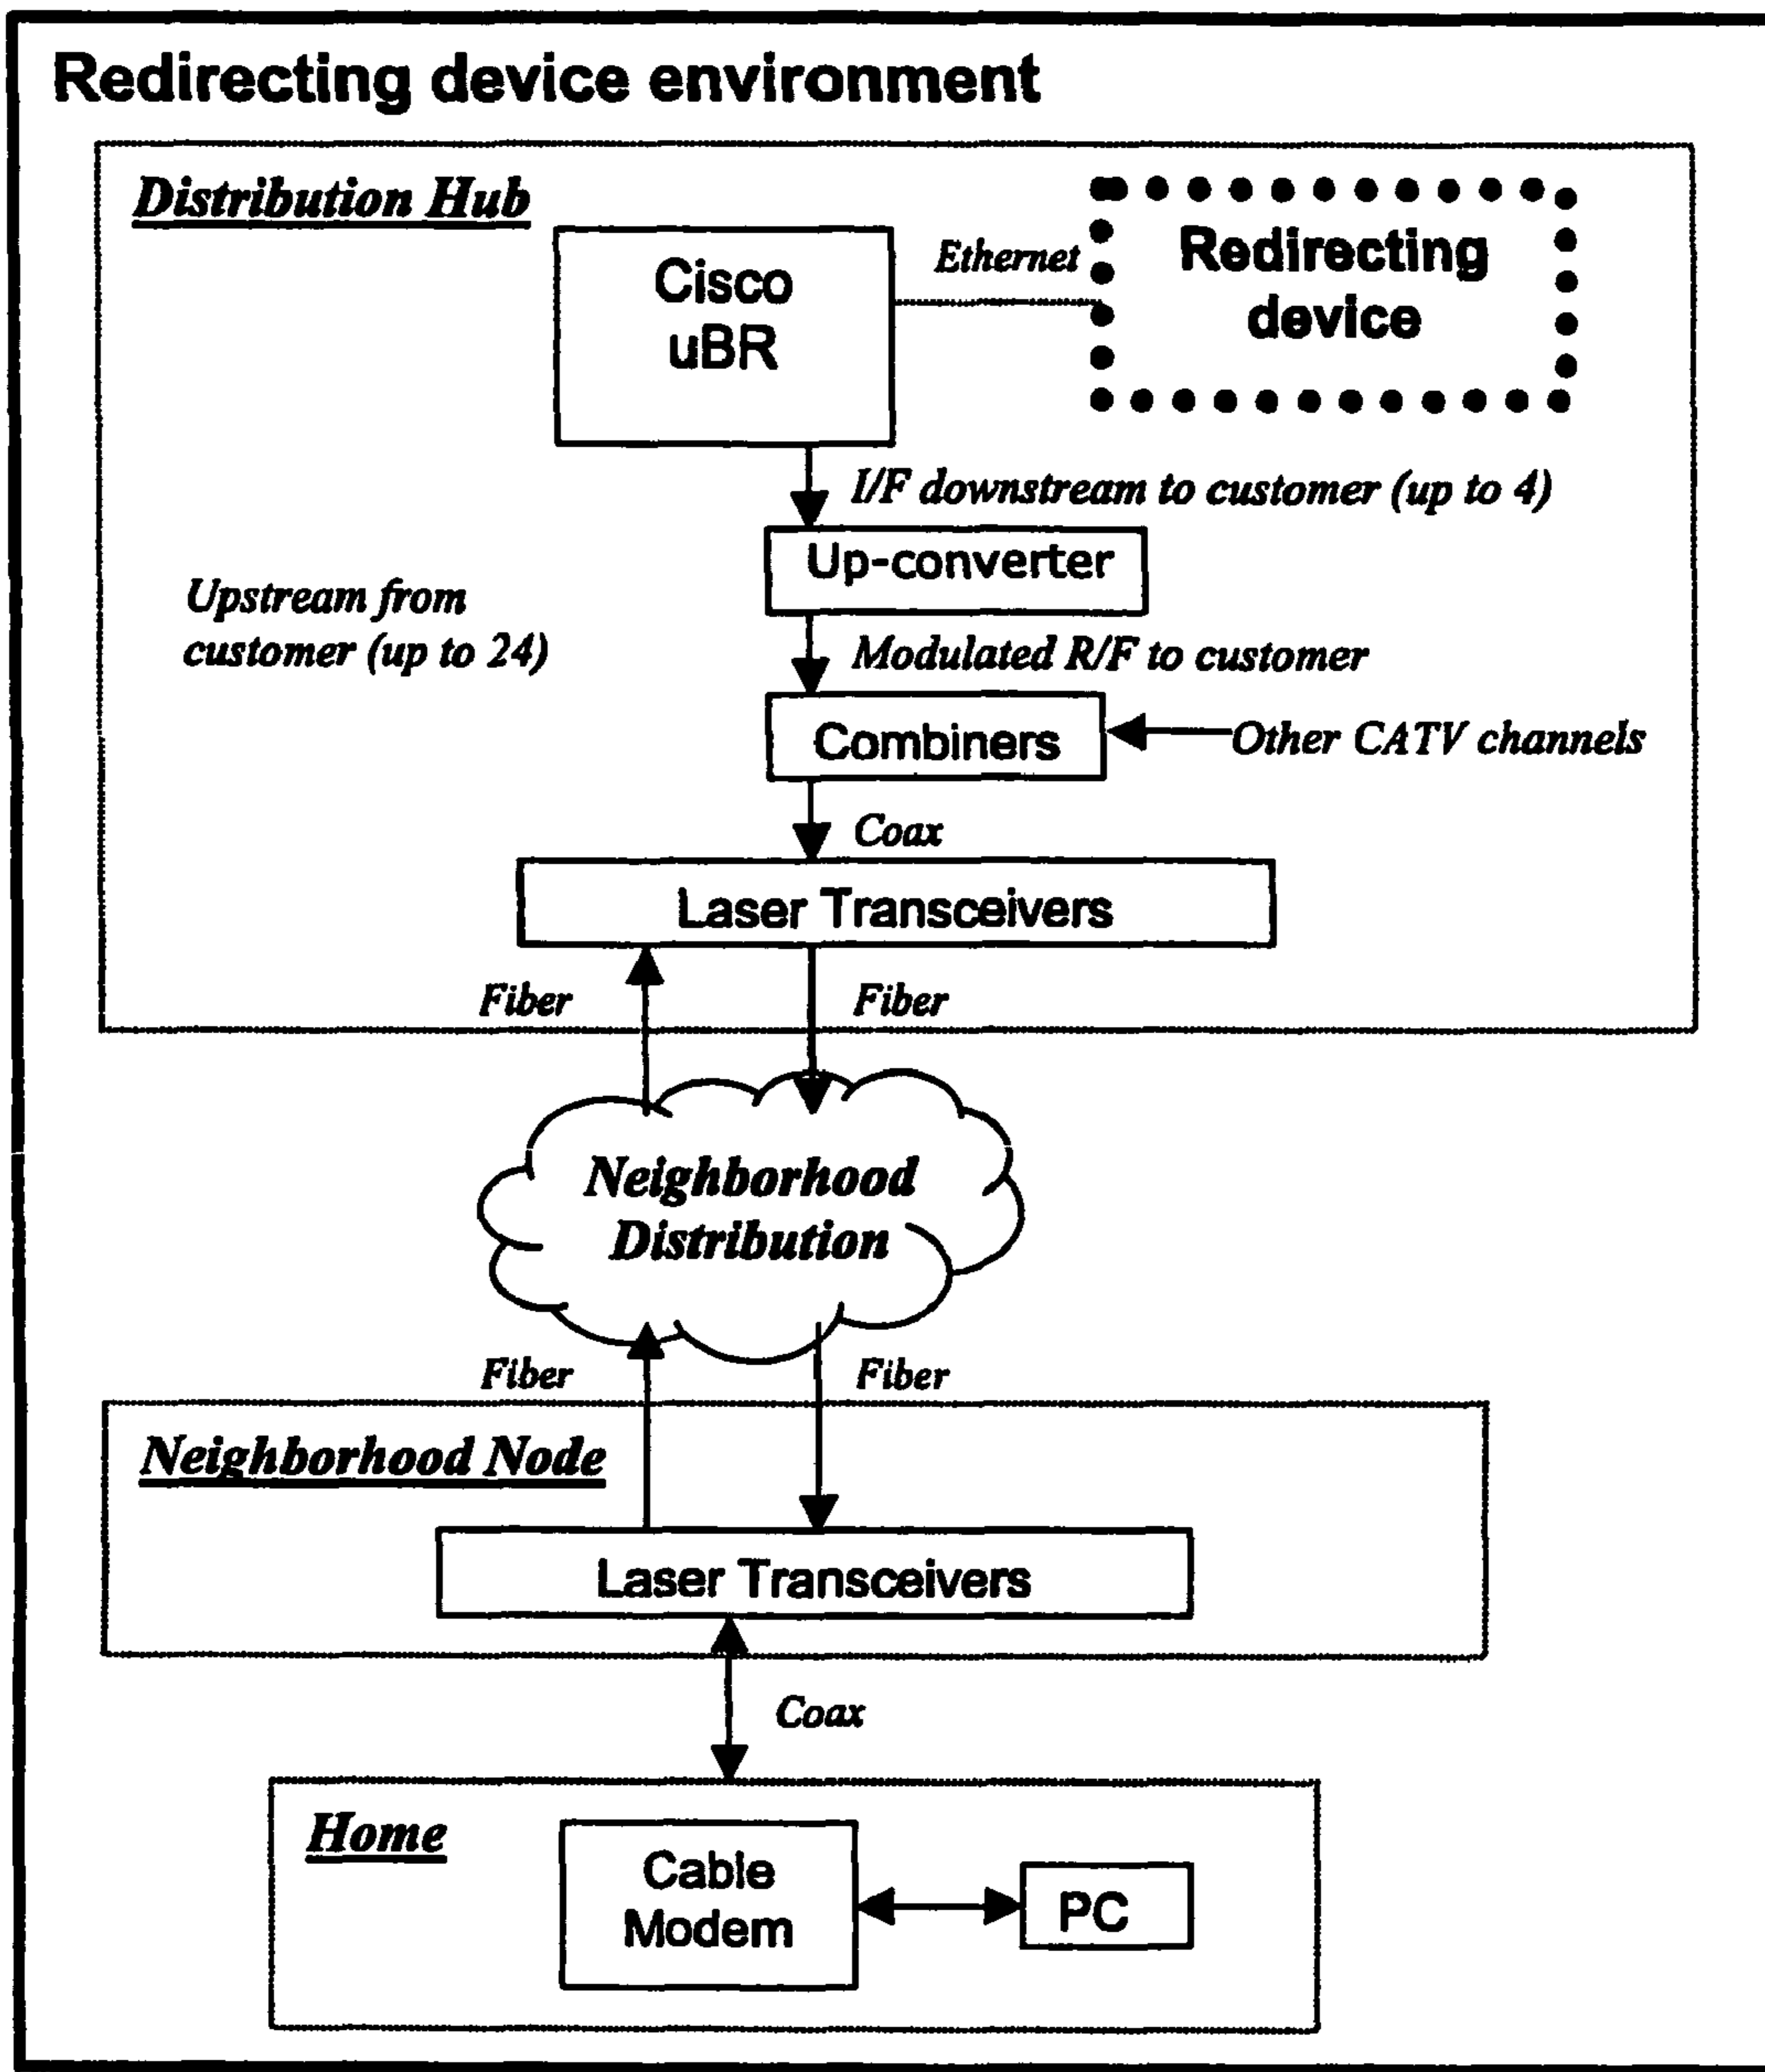 Redirecting device environment
Distribution Hub
Cisco
uBR
Ethernet
Redirecting
device
I/F downstream to customer (up to 4)
Up-converter
Upstream from
customer (up to 24)
Modulated R/F to customer
Combiners
Other CATV channels
Coax
Laser Transceivers
Fiber
Fiber
Neighborhood
Distribution
Fiber
Fiber
Neighborhood Node
Laser Transceivers
Coax
Home
Cable
Modem
PC